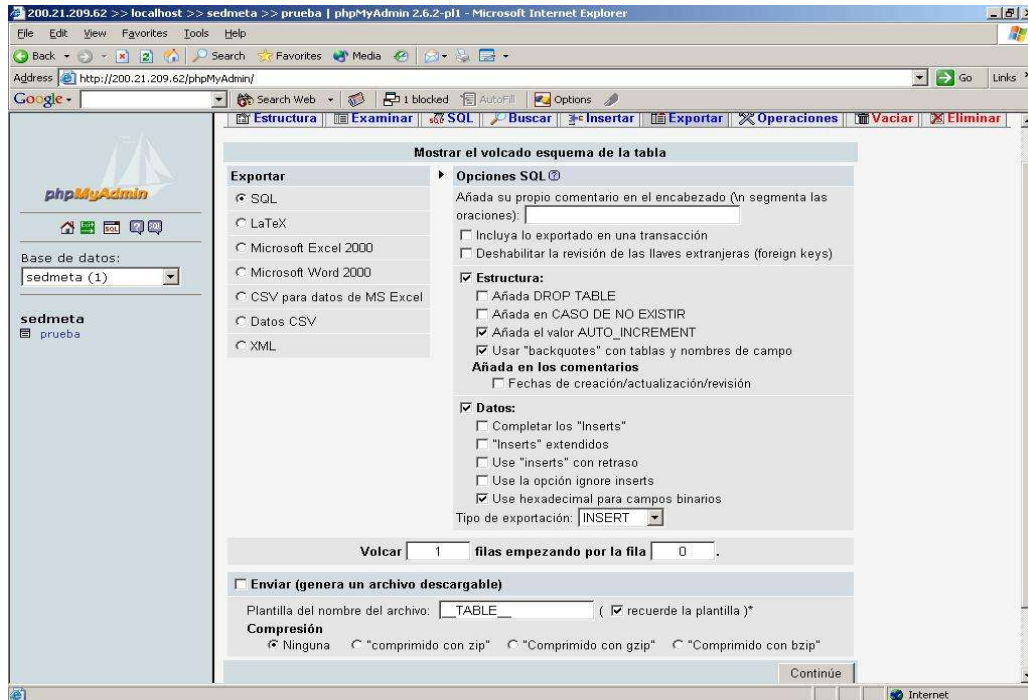 200.21.209.62 >> localhost >> sedmeta >> prueba | phpMyAdmin 2.6.2-pl1 - Microsoft Internet Explorer
File Edit View Favorites Tools Help
Back Search Favorites Media
Address http://200.21.209.62/phpMyAdmin/ Go Links
Google Search Web 1 blocked AutoFill Options
Estructura Examinar SQL Buscar Insertar Exportar Operaciones Vaciar Eliminar
phpMyAdmin
SQL
Base de datos:
sedmeta (1)
sedmeta
prueba
Mostrar el volcado esquema de la tabla
Exportar
SQL
LaTeX
Microsoft Excel 2000
Microsoft Word 2000
CSV para datos de MS Excel
Datos CSV
XML
Opciones SQL
Añada su propio comentario en el encabezado (\n segmenta las
oraciones):
Incluya lo exportado en una transacción
Deshabilitar la revisión de las llaves extranjeras (foreign keys)
Estructura:
Añada DROP TABLE
Añada en CASO DE NO EXISTIR
Añada el valor AUTO_INCREMENT
Usar "backquotes" con tablas y nombres de campo
Añada en los comentarios
Fechas de creación/actualización/revisión
Datos:
Completar los "Inserts"
"Inserts" extendidos
Use "inserts" con retraso
Use la opción ignore inserts
Use hexadecimal para campos binarios
Tipo de exportación: INSERT
Volcar 1 filas empezando por la fila 0 .
Enviar (genera un archivo descargable)
Plantilla del nombre del archivo: __TABLE__ ( recuerde la plantilla )*
Compresión
Ninguna "comprimido con zip" "Comprimido con gzip" "Comprimido con bzip"
Continúe
Internet